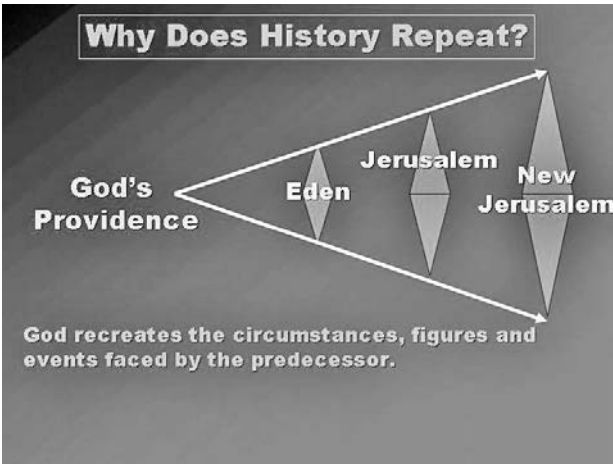 Why Does History Repeat?
God's
Providence
Eden
Jerusalem
New
Jerusalem
God recreates the circumstances, figures and
events faced by the predecessor.